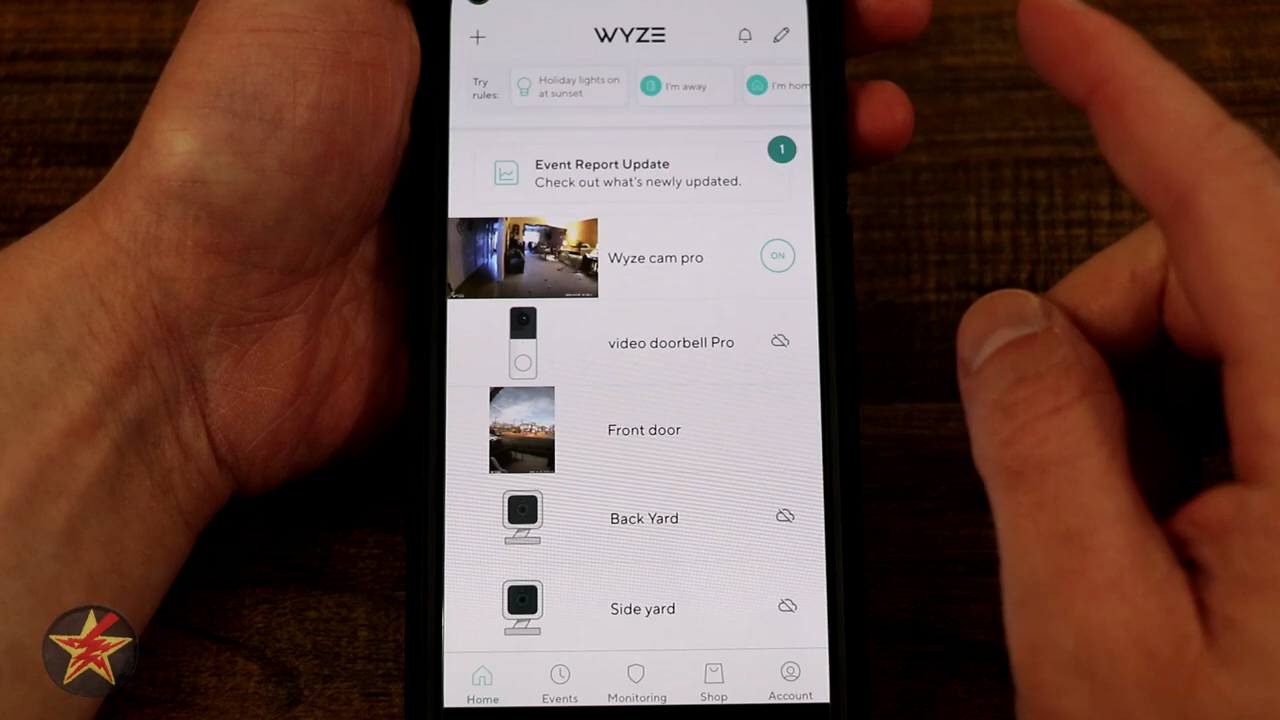 WYZE
Try
rules:
Holiday lights on
at sunset
I'm away
I'm hom
1
Event Report Update
Check out what's newly updated.
Wyze cam pro
ON
video doorbell Pro
Front door
Back Yard
Side yard
Home
Events
Monitoring
Shop
Account